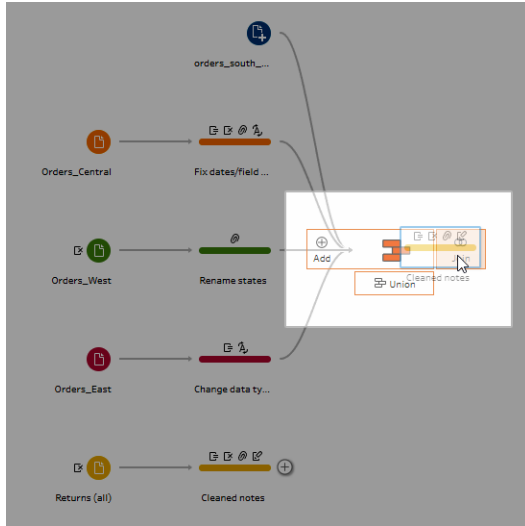 orders_south_...
Orders_Central
Fix dates/field ...
Add
Join
Union
Cleaned notes
Orders_West
Rename states
Orders_East
Change data ty...
Returns (all)
Cleaned notes